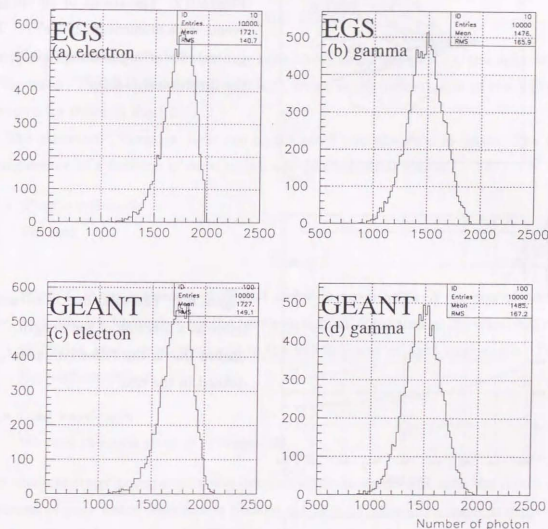 EGS
(a) electron
ID 10
Entries 10000
Mean 1721.
RMS 140.7
600
500
400
300
200
100
0
500 1000 1500 2000 2500
EGS
(b) gamma
ID 10
Entries 10000
Mean 1476.
RMS 165.9
500
400
300
200
100
0
500 1000 1500 2000 2500
GEANT
(c) electron
ID 100
Entries 10000
Mean 1727.
RMS 149.1
600
500
400
300
200
100
0
500 1000 1500 2000 2500
GEANT
(d) gamma
ID 100
Entries 10000
Mean 1485.
RMS 167.2
500
400
300
200
100
0
500 1000 1500 2000 2500
Number of photon